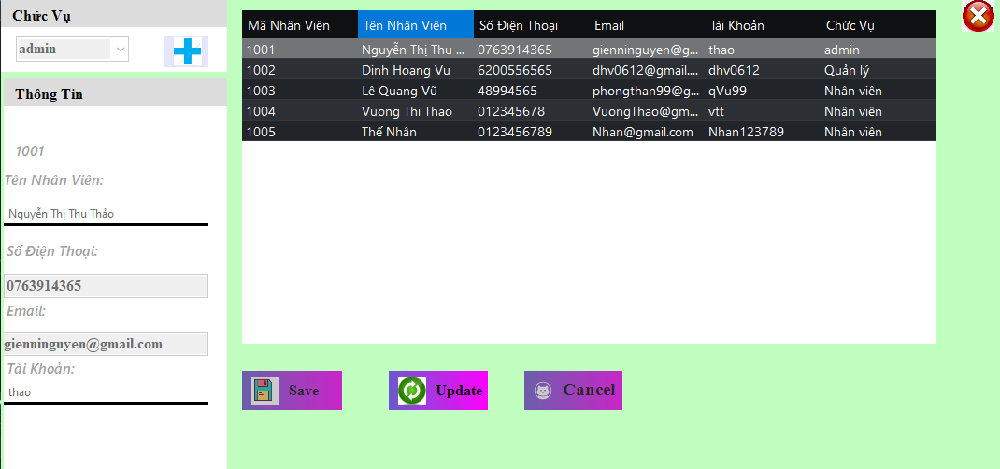 Chức Vụ
admin
Thông Tin
1001
Tên Nhân Viên:
Nguyễn Thị Thu Thảo
Số Điện Thoại:
0763914365
Email:
gienninguyen@gmail.com
Tài Khoản:
thao
Mã Nhân Viên Tên Nhân Viên Số Điện Thoại Email Tài Khoản Chức Vụ
1001 Nguyễn Thị Thu ... 0763914365 gienninguyen@g... thao admin
1002 Dinh Hoang Vu 6200556565 dhv0612@gmail.... dhv0612 Quản lý
1003 Lê Quang Vũ 48994565 phongthan99@g... qVu99 Nhân viên
1004 Vuong Thi Thao 012345678 VuongThao@gm... vtt Nhân viên
1005 Thế Nhân 0123456789 Nhan@gmail.com Nhan123789 Nhân viên
Save Update Cancel